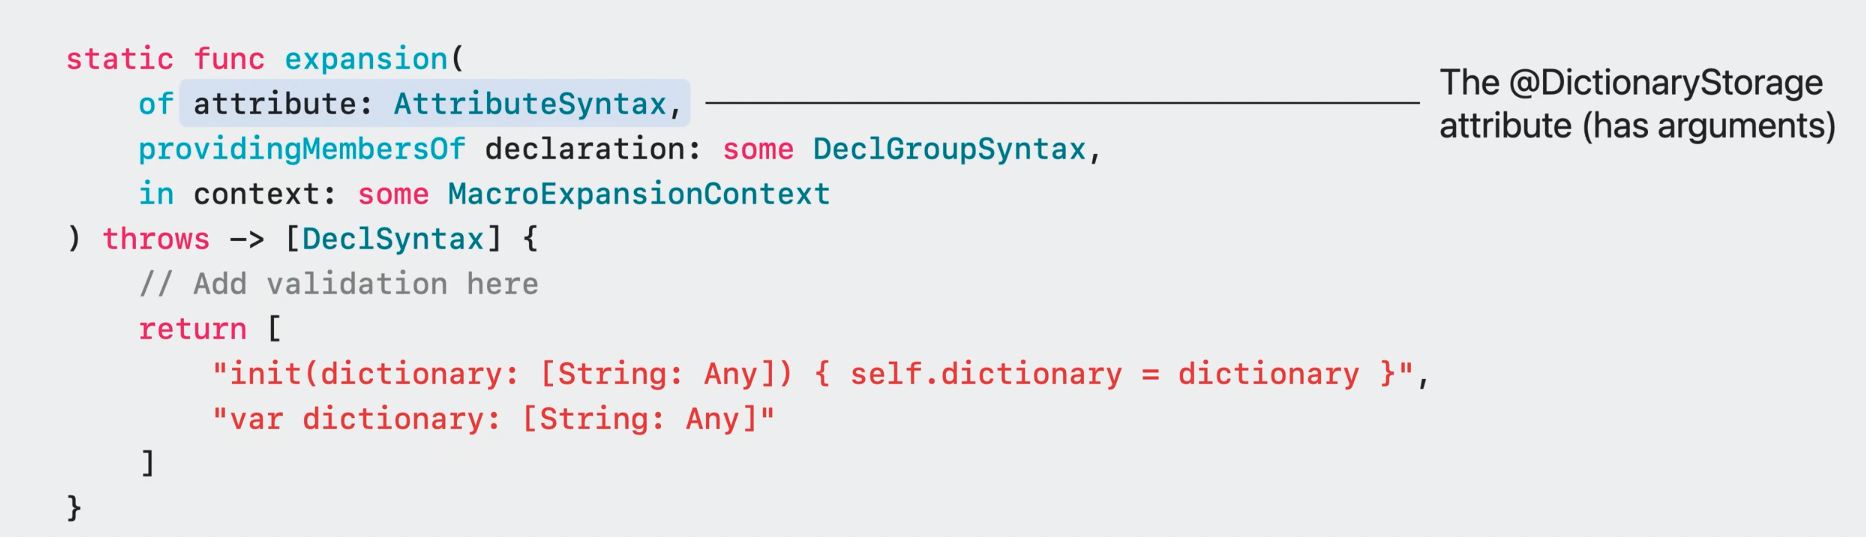 static func expansion(
    of attribute: AttributeSyntax,
The @DictionaryStorage
attribute (has arguments)
    providingMembersOf declaration: some DeclGroupSyntax,
    in context: some MacroExpansionContext
) throws -> [DeclSyntax] {
    // Add validation here
    return [
        "init(dictionary: [String: Any]) { self.dictionary = dictionary }",
        "var dictionary: [String: Any]"
    ]
}